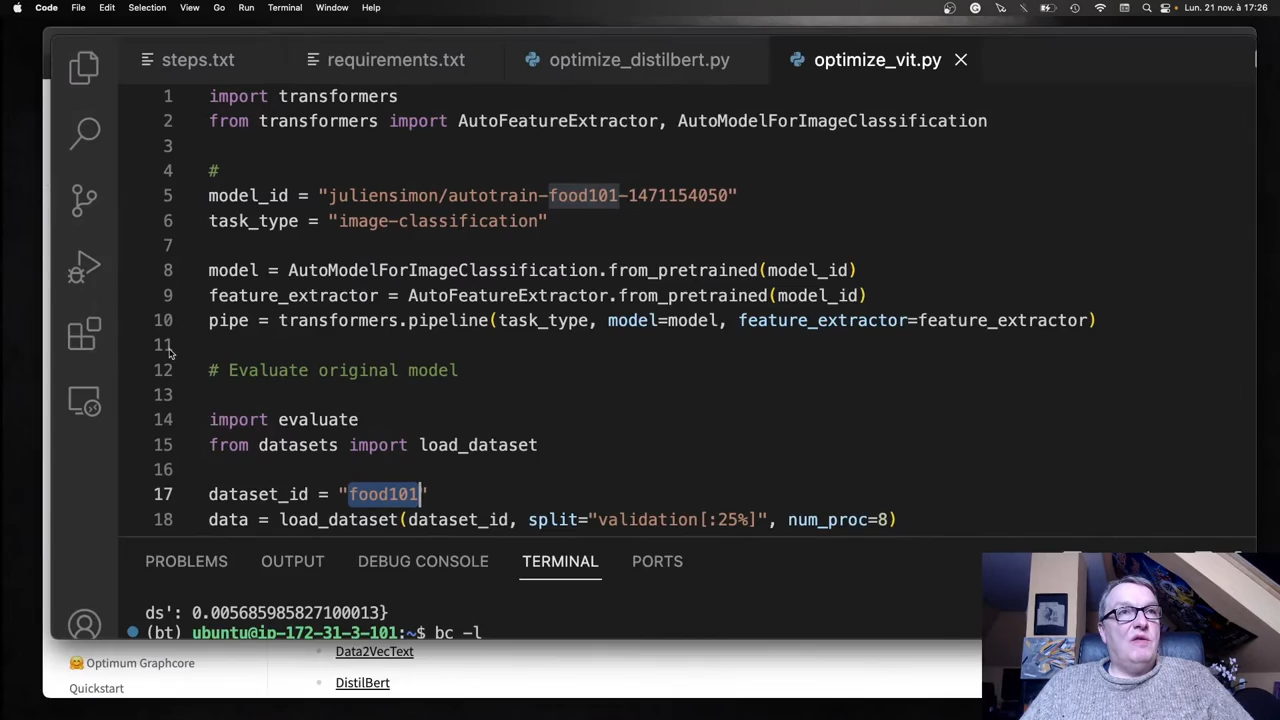 Code File Edit Selection View Go Run Terminal Window Help Lun. 21 nov. à 17:26
steps.txt requirements.txt optimize_distilbert.py optimize_vit.py
1 import transformers
2 from transformers import AutoFeatureExtractor, AutoModelForImageClassification
3
4 #
5 model_id = "juliensimon/autotrain-food101-1471154050"
6 task_type = "image-classification"
7
8 model = AutoModelForImageClassification.from_pretrained(model_id)
9 feature_extractor = AutoFeatureExtractor.from_pretrained(model_id)
10 pipe = transformers.pipeline(task_type, model=model, feature_extractor=feature_extractor)
11
12 # Evaluate original model
13
14 import evaluate
15 from datasets import load_dataset
16
17 dataset_id = "food101"
18 data = load_dataset(dataset_id, split="validation[:25%]", num_proc=8)
PROBLEMS OUTPUT DEBUG CONSOLE TERMINAL PORTS
ds': 0.005685985827100013}
(bt) ubuntu@ip-172-31-3-101:~$ bc -l
Data2VecText
🤗 Optimum Graphcore
DistilBert
Quickstart